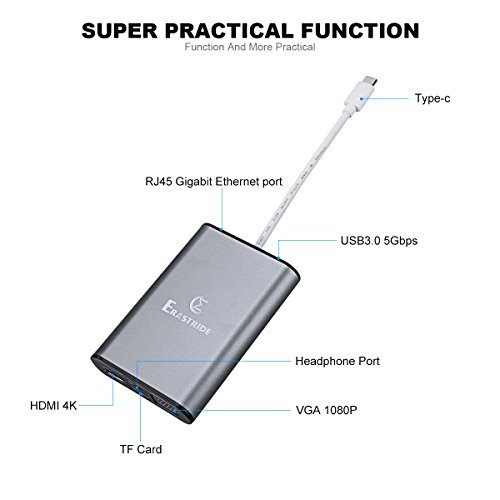 SUPER PRACTICAL FUNCTION
Function And More Practical
Type-c
RJ45 Gigabit Ethernet port
USB3.0 5Gbps
ERASTRIDE
Headphone Port
HDMI 4K
VGA 1080P
TF Card